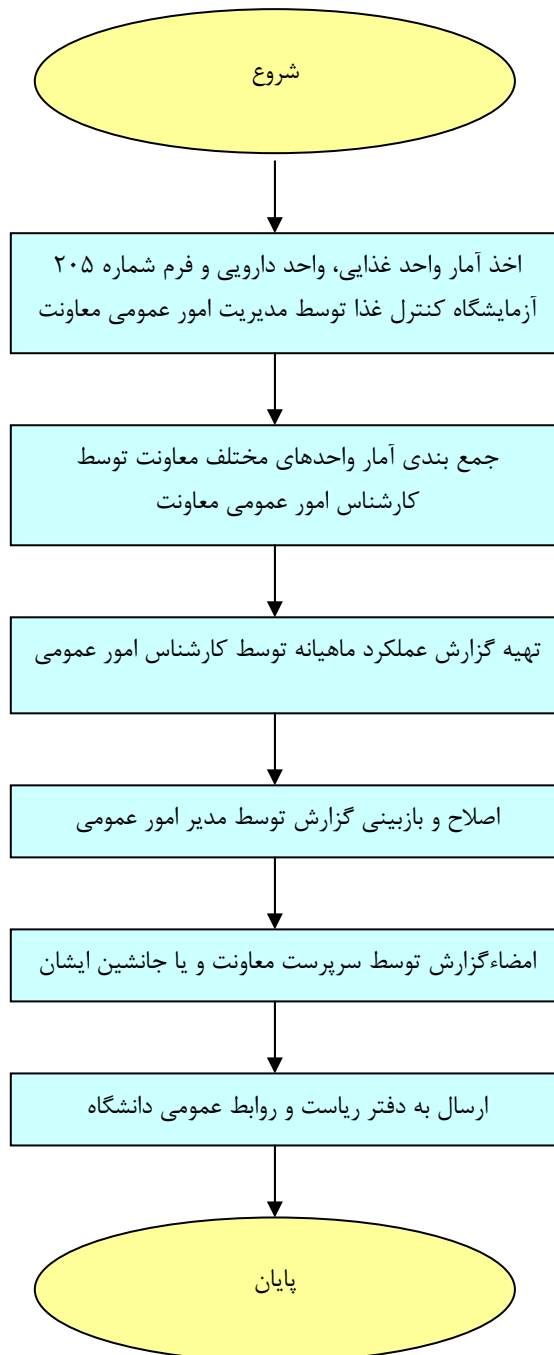 شروع
اخذ آمار واحد غذایی، واحد دارویی و فرم شماره ۲۰۵
آزمایشگاه کنترل غذا توسط مدیریت امور عمومی معاونت
جمع بندی آمار واحدهای مختلف معاونت توسط
کارشناس امور عمومی معاونت
تهیه گزارش عملکرد ماهیانه توسط کارشناس امور عمومی
اصلاح و بازبینی گزارش توسط مدیر امور عمومی
امضاءگزارش توسط سرپرست معاونت و یا جانشین ایشان
ارسال به دفتر ریاست و روابط عمومی دانشگاه
پایان